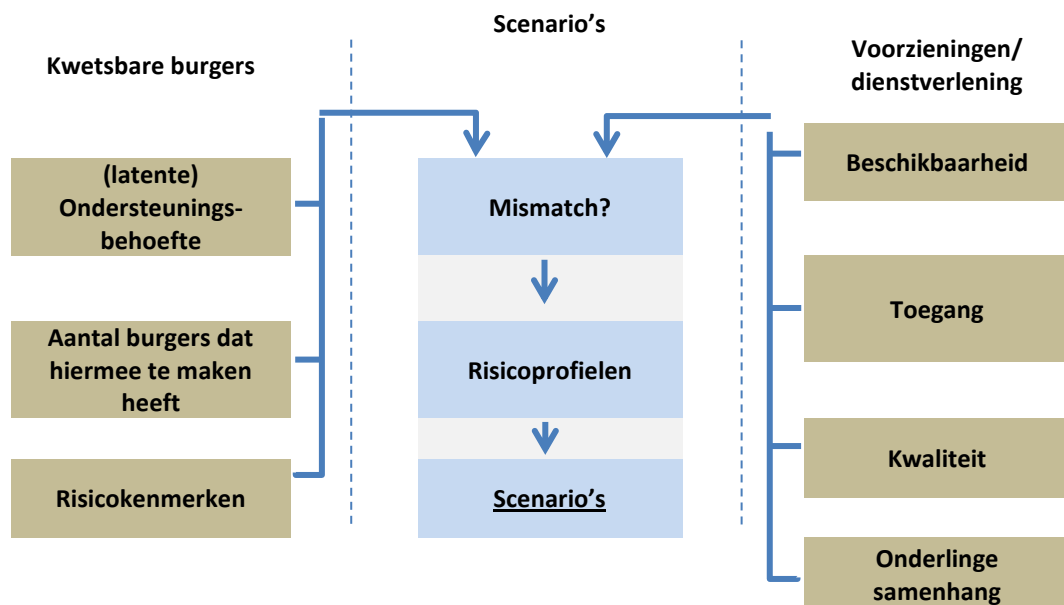 Scenario’s
Kwetsbare burgers
Voorzieningen/
dienstverlening
(latente)
Ondersteunings-
behoefte
Aantal burgers dat
hiermee te maken
heeft
Risicokenmerken
Mismatch?
Risicoprofielen
Scenario’s
Beschikbaarheid
Toegang
Kwaliteit
Onderlinge
samenhang